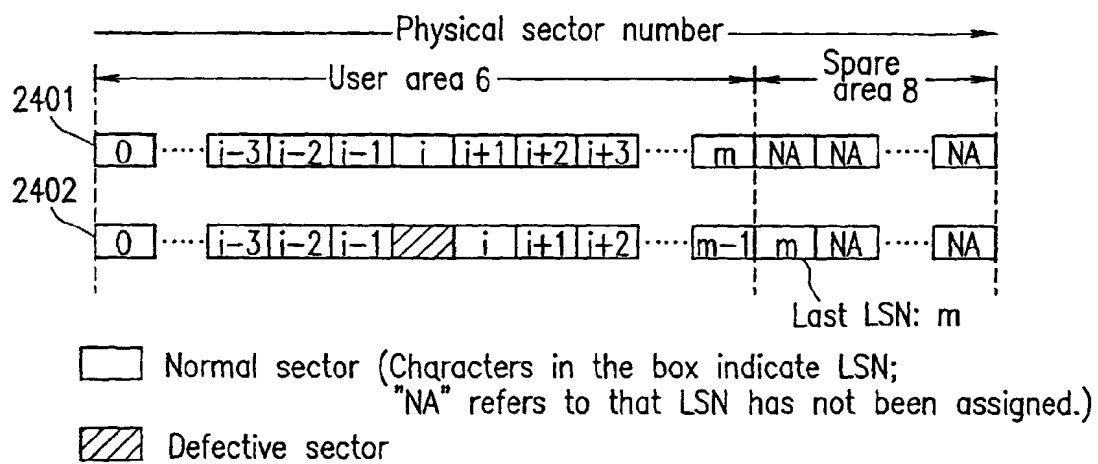 Physical sector number
User area 6
Spare
area 8
2401
0 ..... i-3 i-2 i-1 i i+1 i+2 i+3 ..... m NA NA ..... NA
2402
0 ..... i-3 i-2 i-1 i i+1 i+2 ..... m-1 m NA ..... NA
Last LSN: m
Normal sector (Characters in the box indicate LSN;
"NA" refers to that LSN has not been assigned.)
Defective sector